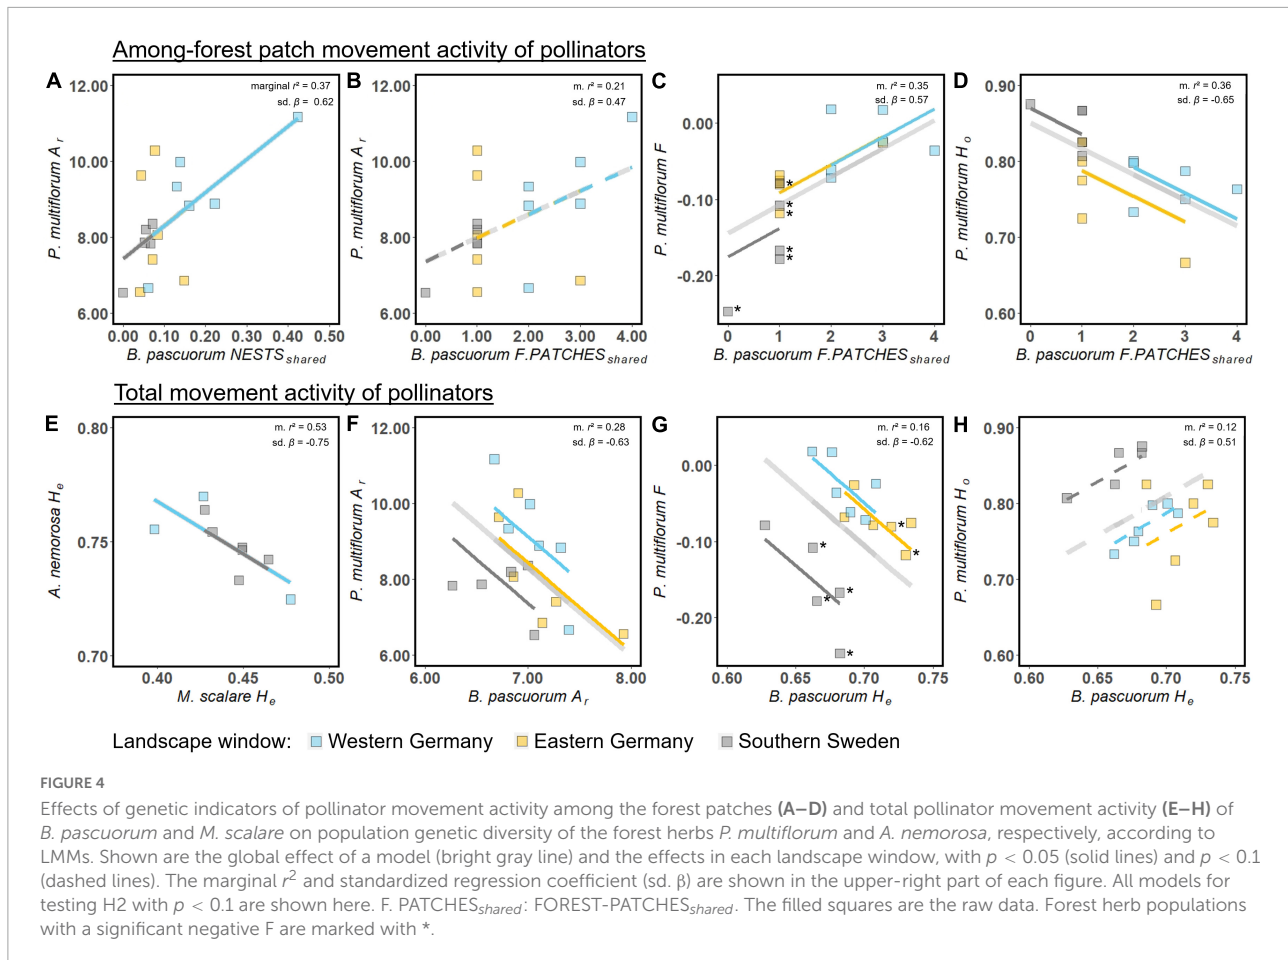 Among-forest patch movement activity of pollinators
A
12.00
10.00
8.00
6.00
P. multiflorum A r
marginal r² = 0.37
sd. β = 0.62
0.00 0.10 0.20 0.30 0.40 0.50
B. pascuorum NESTS shared
B
12.00
10.00
8.00
6.00
P. multiflorum A r
m. r² = 0.21
sd. β = 0.47
0.00 1.00 2.00 3.00 4.00
B. pascuorum F.PATCHES shared
C
0.00
-0.10
-0.20
P. multiflorum F
m. r² = 0.35
sd. β = 0.57
* * * * * *
0 1 2 3 4
B. pascuorum F.PATCHES shared
D
0.90
0.80
0.70
0.60
P. multiflorum H o
m. r² = 0.36
sd. β = -0.65
0 1 2 3 4
B. pascuorum F.PATCHES shared
Total movement activity of pollinators
E
0.80
0.75
0.70
A. nemorosa H e
m. r² = 0.53
sd. β = -0.75
0.40 0.45 0.50
M. scalare H e
F
12.00
10.00
8.00
6.00
P. multiflorum A r
m. r² = 0.28
sd. β = -0.63
6.00 7.00 8.00
B. pascuorum A r
G
0.00
-0.10
-0.20
P. multiflorum F
m. r² = 0.16
sd. β = -0.62
* * * * * *
0.60 0.65 0.70 0.75
B. pascuorum H e
H
0.90
0.80
0.70
0.60
P. multiflorum H o
m. r² = 0.12
sd. β = 0.51
0.60 0.65 0.70 0.75
B. pascuorum H e
Landscape window: Western Germany Eastern Germany Southern Sweden
FIGURE 4
Effects of genetic indicators of pollinator movement activity among the forest patches (A–D) and total pollinator movement activity (E–H) of
B. pascuorum and M. scalare on population genetic diversity of the forest herbs P. multiflorum and A. nemorosa, respectively, according to
LMMs. Shown are the global effect of a model (bright gray line) and the effects in each landscape window, with p < 0.05 (solid lines) and p < 0.1
(dashed lines). The marginal r² and standardized regression coefficient (sd. β) are shown in the upper-right part of each figure. All models for
testing H2 with p < 0.1 are shown here. F. PATCHES shared: FOREST-PATCHES shared. The filled squares are the raw data. Forest herb populations
with a significant negative F are marked with *.